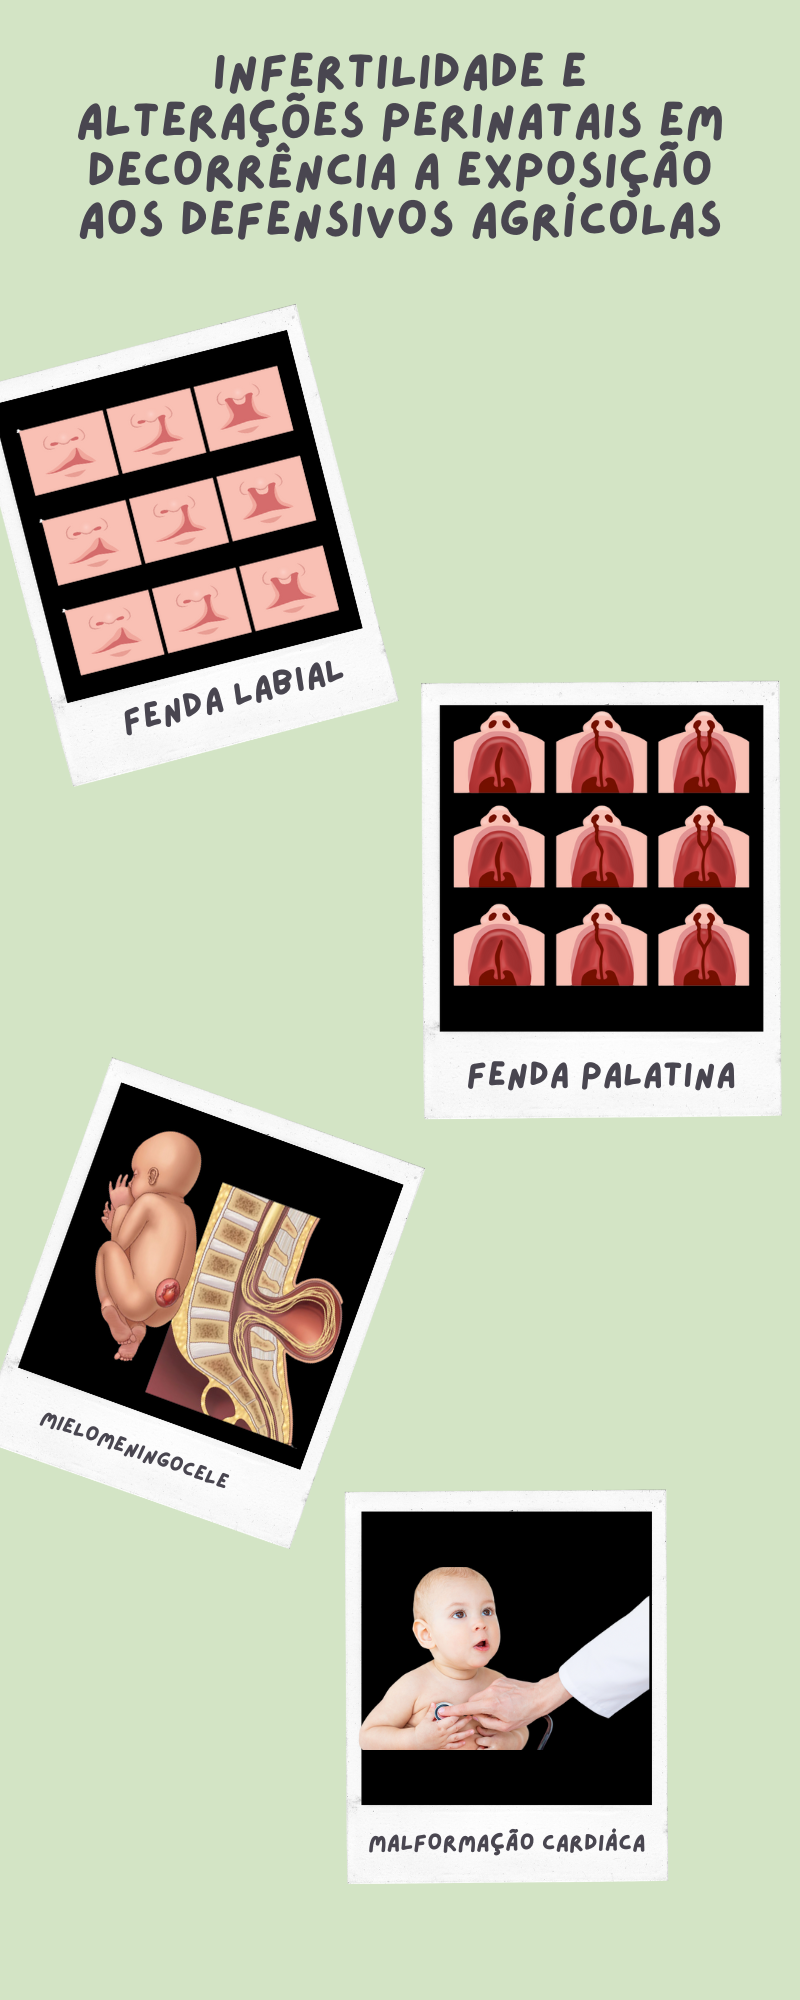 INFERTILIDADE E
ALTERAÇÕES PERINATAIS EM
DECORRÊNCIA A EXPOSIÇÃO
AOS DEFENSIVOS AGRÍCOLAS
FENDA LABIAL
FENDA PALATINA
MIELOMENINGOCELE
MALFORMAÇÃO CARDIÁCA